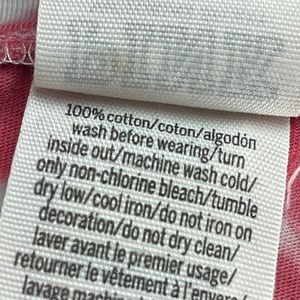 100% cotton/coton/algodón
wash before wearing/turn
inside out/machine wash cold/
only non-chlorine bleach/tumble
dry low/cool iron/do not iron on
decoration/do not dry clean/
laver avant le premier usage/
retourner le vêtement à l'envers/
lavage machine